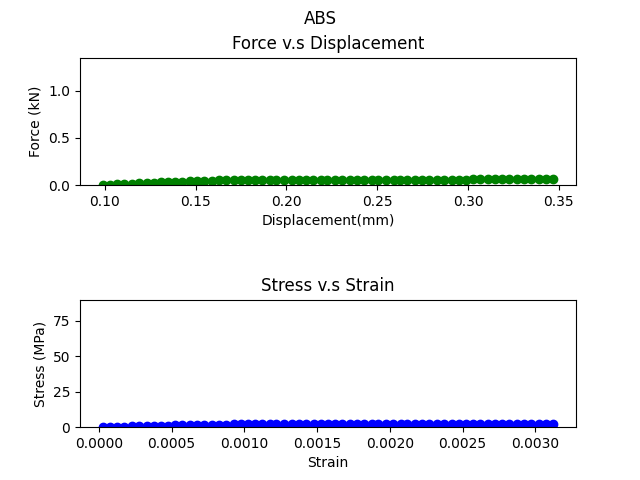 ABS
Force v.s Displacement
1.0
0.5
0.0
Force (kN)
0.10 0.15 0.20 0.25 0.30 0.35
Displacement(mm)
Stress v.s Strain
75
50
25
0
Stress (MPa)
0.0000 0.0005 0.0010 0.0015 0.0020 0.0025 0.0030
Strain